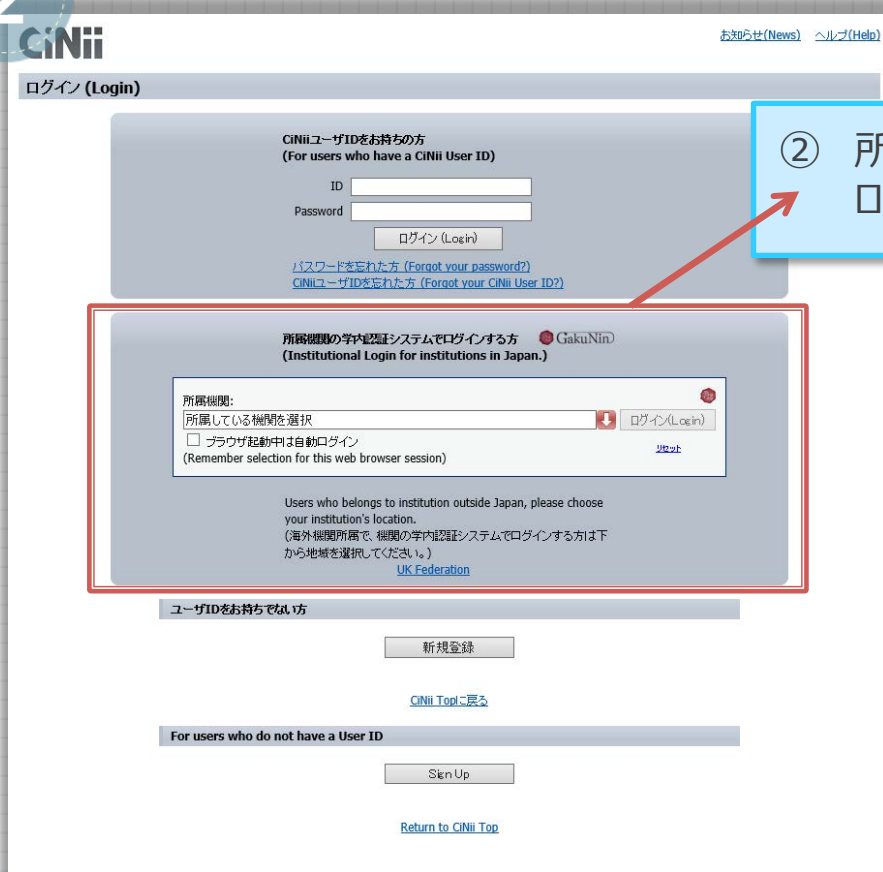 CiNii
お知らせ(News) ヘルプ(Help)
ログイン (Login)
CiNiiユーザIDをお持ちの方
(For users who have a CiNii User ID)
ID
Password
ログイン (Login)
パスワードを忘れた方 (Forgot your password?)
CiNiiユーザIDを忘れた方 (Forgot your CiNii User ID?)
② 所
ロ
所属機関の学内認証システムでログインする方 GakuNin
(Institutional Login for institutions in Japan.)
所属機関:
所属している機関を選択 ログイン(Login)
ブラウザ起動中は自動ログイン
(Remember selection for this web browser session) リセット
Users who belongs to institution outside Japan, please choose
your institution's location.
(海外機関所属で、機関の学内認証システムでログインする方は下
から地域を選択してください。)
UK Federation
ユーザIDをお持ちでない方
新規登録
CiNii Topに戻る
For users who do not have a User ID
Sign Up
Return to CiNii Top